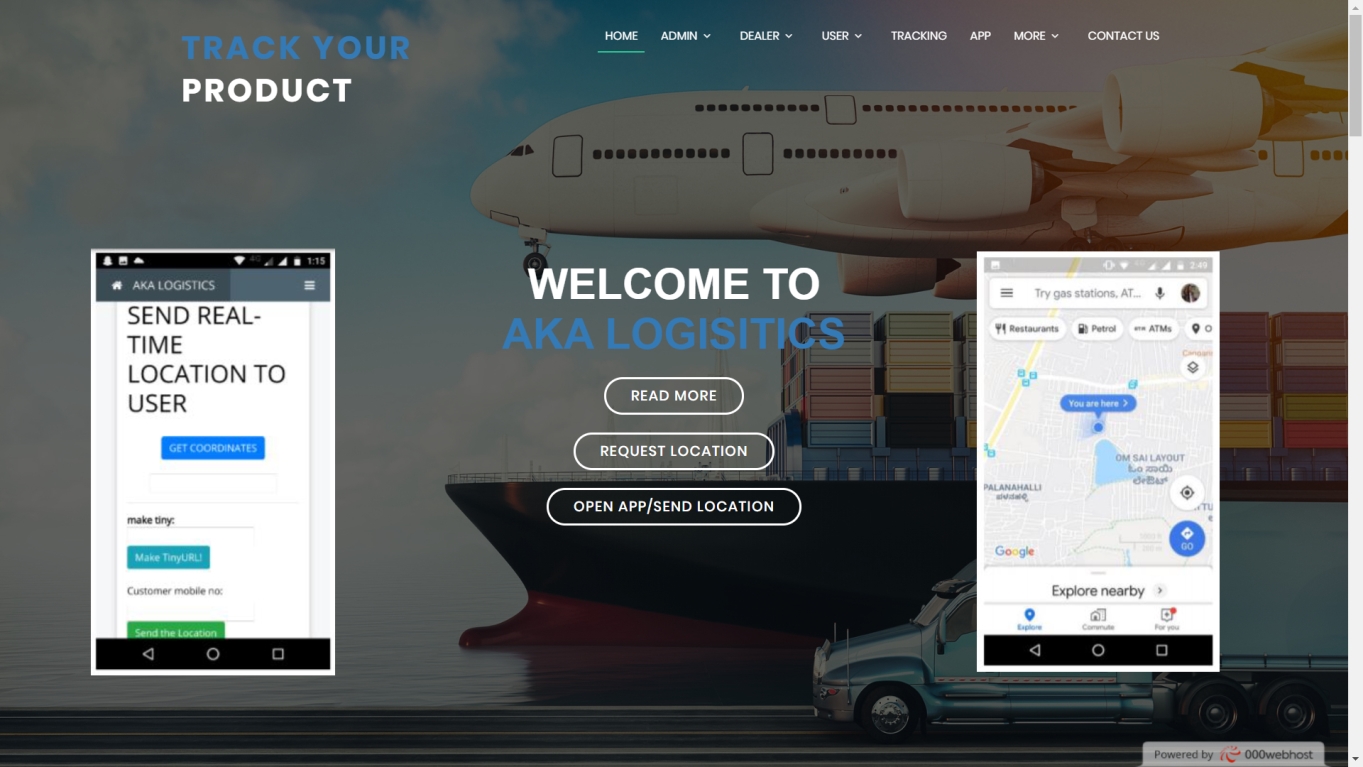 TRACK YOUR
PRODUCT
HOME ADMIN DEALER USER TRACKING APP MORE CONTACT US
1:15
AKA LOGISTICS
SEND REAL-
TIME
LOCATION TO
USER
GET COORDINATES
make tiny:
Make TinyURL!
Customer mobile no:
Send the Location
WELCOME TO
AKA LOGISITICS
READ MORE
REQUEST LOCATION
OPEN APP/SEND LOCATION
2:49
Try gas stations, AT...
Restaurants Petrol ATMs O
You are here
OM SAI LAYOUT
PALANAHALLI
Google
GO
Explore nearby
Explore Commute For you
Powered by 000webhost